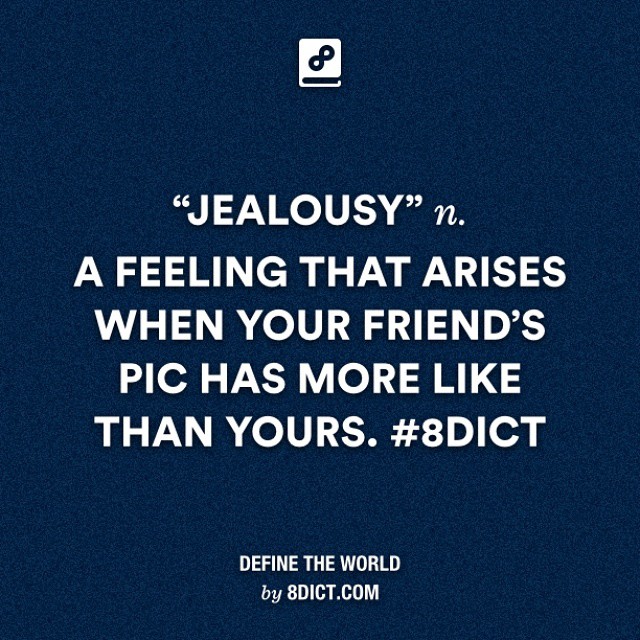 “JEALOUSY” n.
A FEELING THAT ARISES
WHEN YOUR FRIEND’S
PIC HAS MORE LIKE
THAN YOURS. #8DICT
DEFINE THE WORLD
by 8DICT.COM